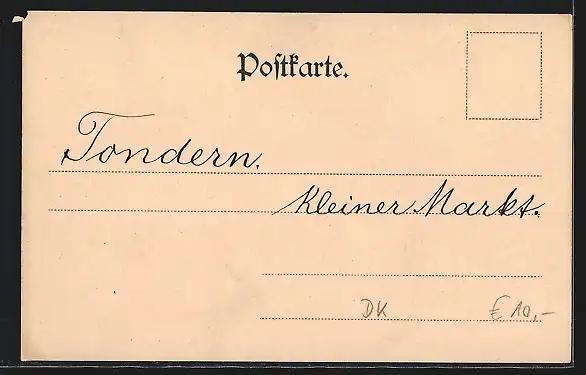 Postkarte.
Tondern.
Kleiner Markt.
DK € 10,-